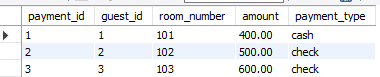 payment_id guest_id room_number amount payment_type
1 1 101 400.00 cash
2 2 102 500.00 check
3 3 103 600.00 check